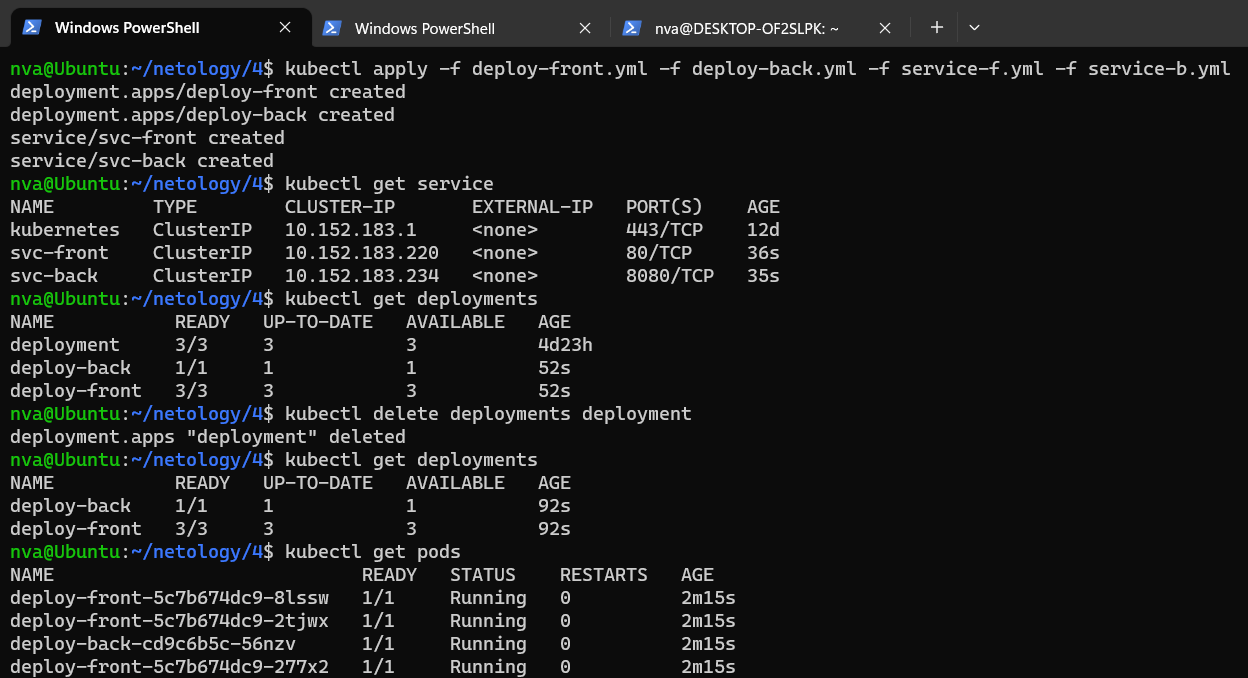 Windows PowerShell
Windows PowerShell
nva@DESKTOP-OF2SLPK: ~
nva@Ubuntu:~/netology/4$ kubectl apply -f deploy-front.yml -f deploy-back.yml -f service-f.yml -f service-b.yml
deployment.apps/deploy-front created
deployment.apps/deploy-back created
service/svc-front created
service/svc-back created
nva@Ubuntu:~/netology/4$ kubectl get service
NAME         TYPE        CLUSTER-IP       EXTERNAL-IP   PORT(S)    AGE
kubernetes   ClusterIP   10.152.183.1     <none>        443/TCP    12d
svc-front    ClusterIP   10.152.183.220   <none>        80/TCP     36s
svc-back     ClusterIP   10.152.183.234   <none>        8080/TCP   35s
nva@Ubuntu:~/netology/4$ kubectl get deployments
NAME           READY   UP-TO-DATE   AVAILABLE   AGE
deployment     3/3     3            3           4d23h
deploy-back    1/1     1            1           52s
deploy-front   3/3     3            3           52s
nva@Ubuntu:~/netology/4$ kubectl delete deployments deployment
deployment.apps "deployment" deleted
nva@Ubuntu:~/netology/4$ kubectl get deployments
NAME           READY   UP-TO-DATE   AVAILABLE   AGE
deploy-back    1/1     1            1           92s
deploy-front   3/3     3            3           92s
nva@Ubuntu:~/netology/4$ kubectl get pods
NAME                            READY   STATUS    RESTARTS   AGE
deploy-front-5c7b674dc9-8lssw   1/1     Running   0          2m15s
deploy-front-5c7b674dc9-2tjwx   1/1     Running   0          2m15s
deploy-back-cd9c6b5c-56nzv      1/1     Running   0          2m15s
deploy-front-5c7b674dc9-277x2   1/1     Running   0          2m15s